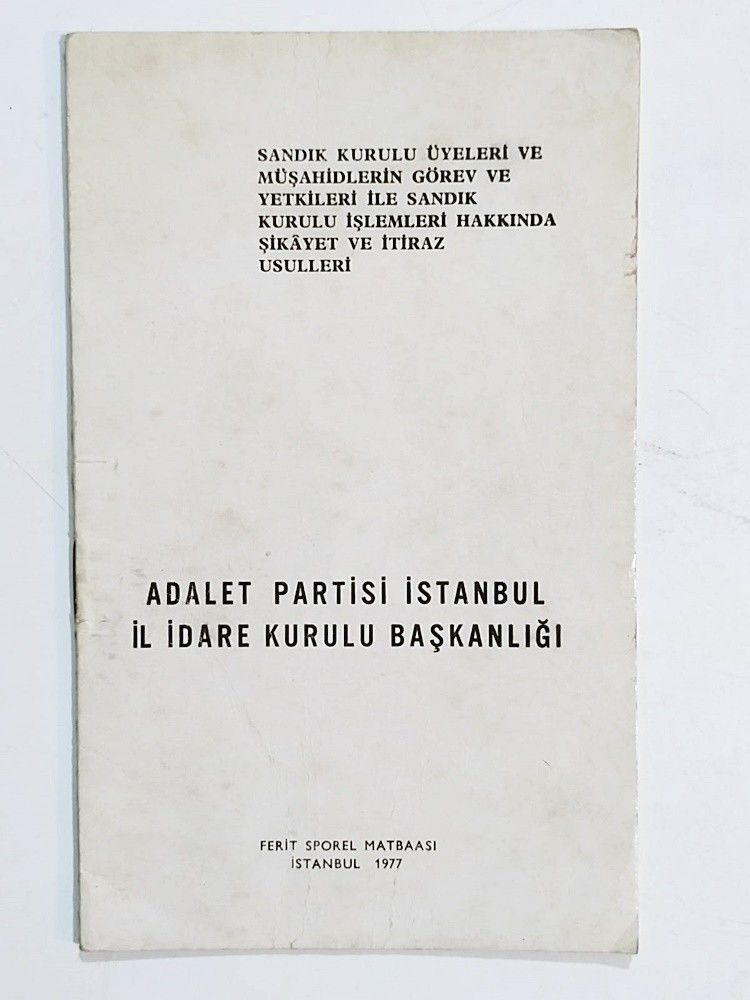 SANDIK KURULU ÜYELERİ VE
MÜŞAHİDLERİN GÖREV VE
YETKİLERİ İLE SANDIK
KURULU İŞLEMLERİ HAKKINDA
ŞİKÂYET VE İTİRAZ
USULLERİ
ADALET PARTİSİ İSTANBUL
İL İDARE KURULU BAŞKANLIĞI
FERİT SPOREL MATBAASI
İSTANBUL 1977